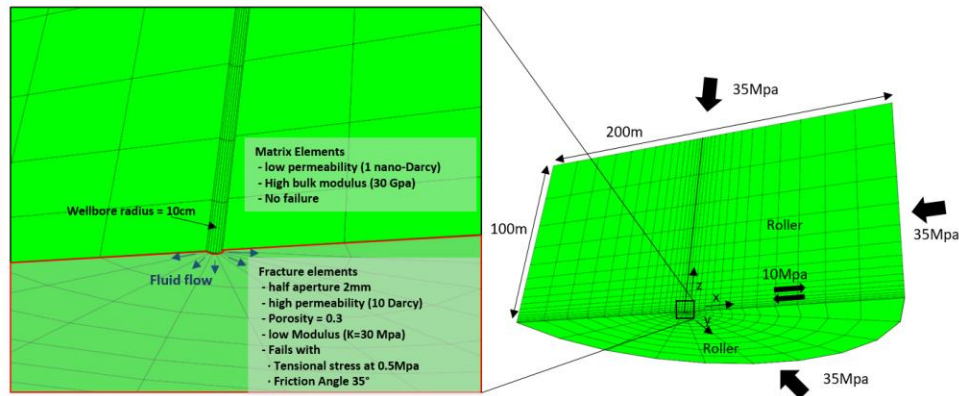 Matrix Elements
- low permeability (1 nano-Darcy)
- High bulk modulus (30 Gpa)
- No failure
Wellbore radius = 10cm
Fluid flow
Fracture elements
- half aperture 2mm
- high permeability (10 Darcy)
- Porosity = 0.3
- low Modulus (K=30 Mpa)
- Fails with
· Tensional stress at 0.5Mpa
· Friction Angle 35°
35Mpa
200m
100m
Roller
35Mpa
10Mpa
z
x
y
Roller
35Mpa